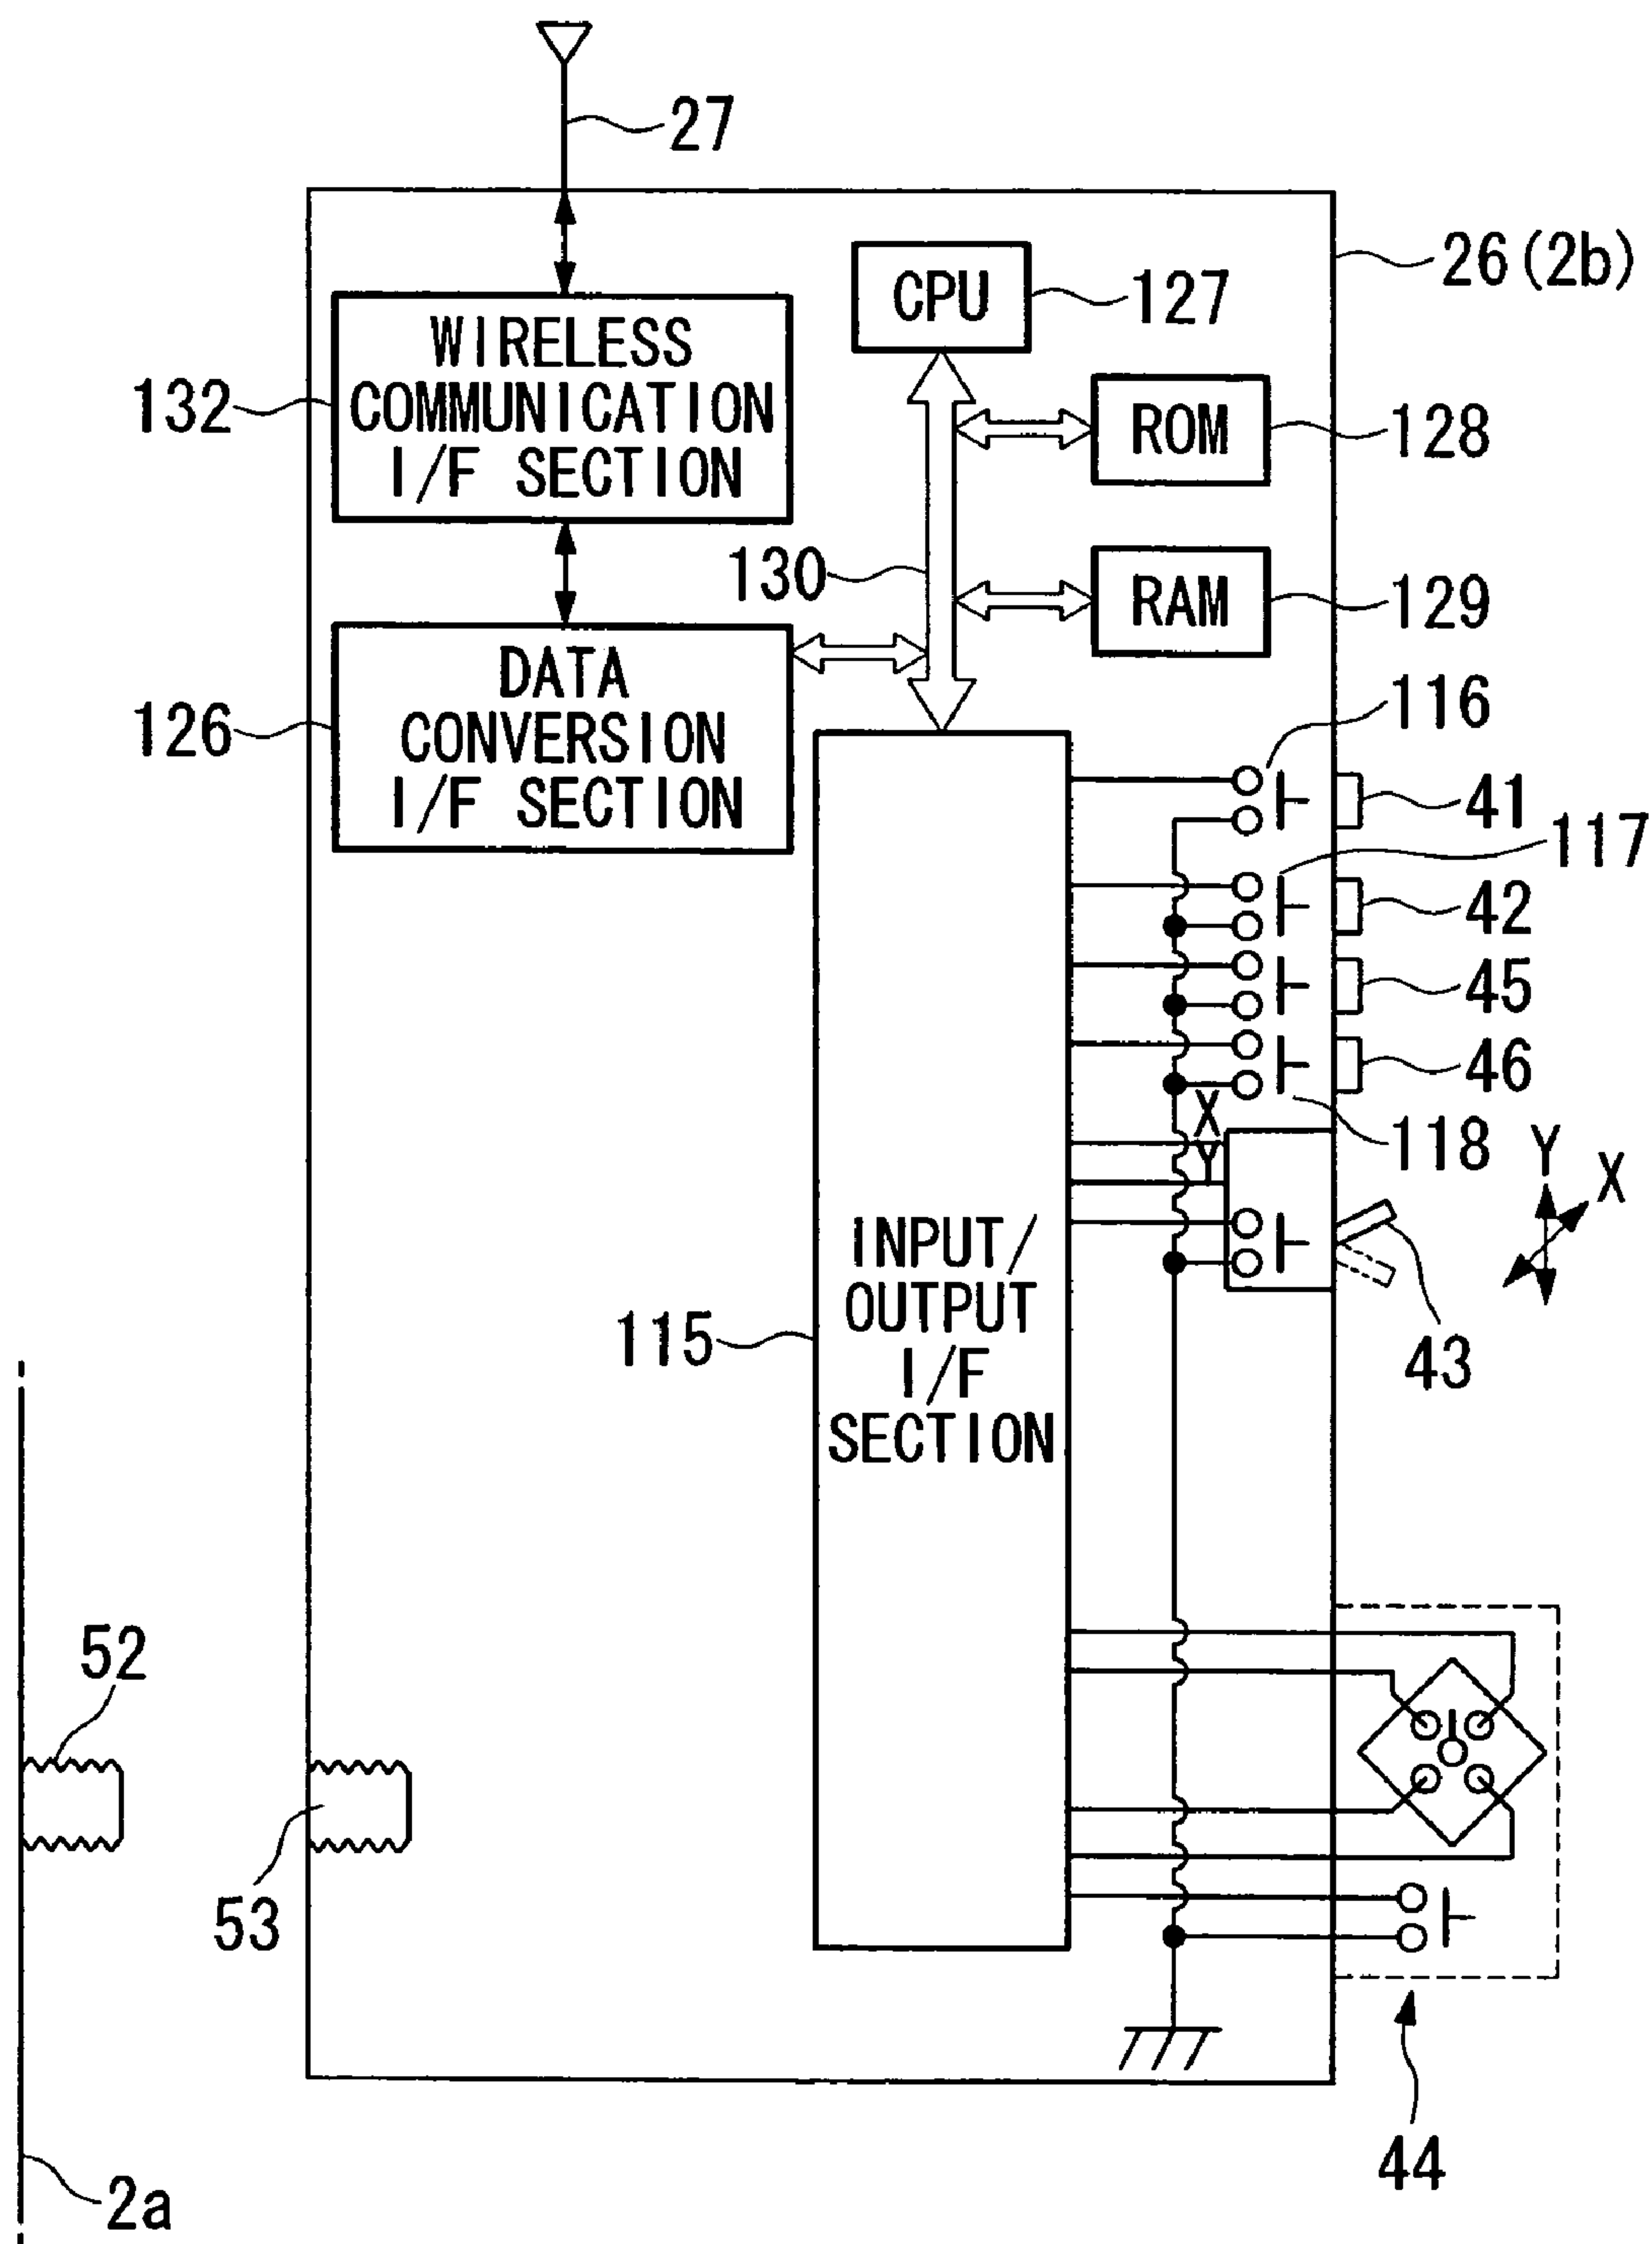 27
26(2b)
CPU
127
WIRELESS
COMMUNICATION
I/F SECTION
132
ROM
128
130
RAM
129
DATA
CONVERSION
I/F SECTION
126
116
41
117
42
45
46
118
X
Y
Y
X
43
INPUT/
OUTPUT
I/F
SECTION
115
52
53
44
2a